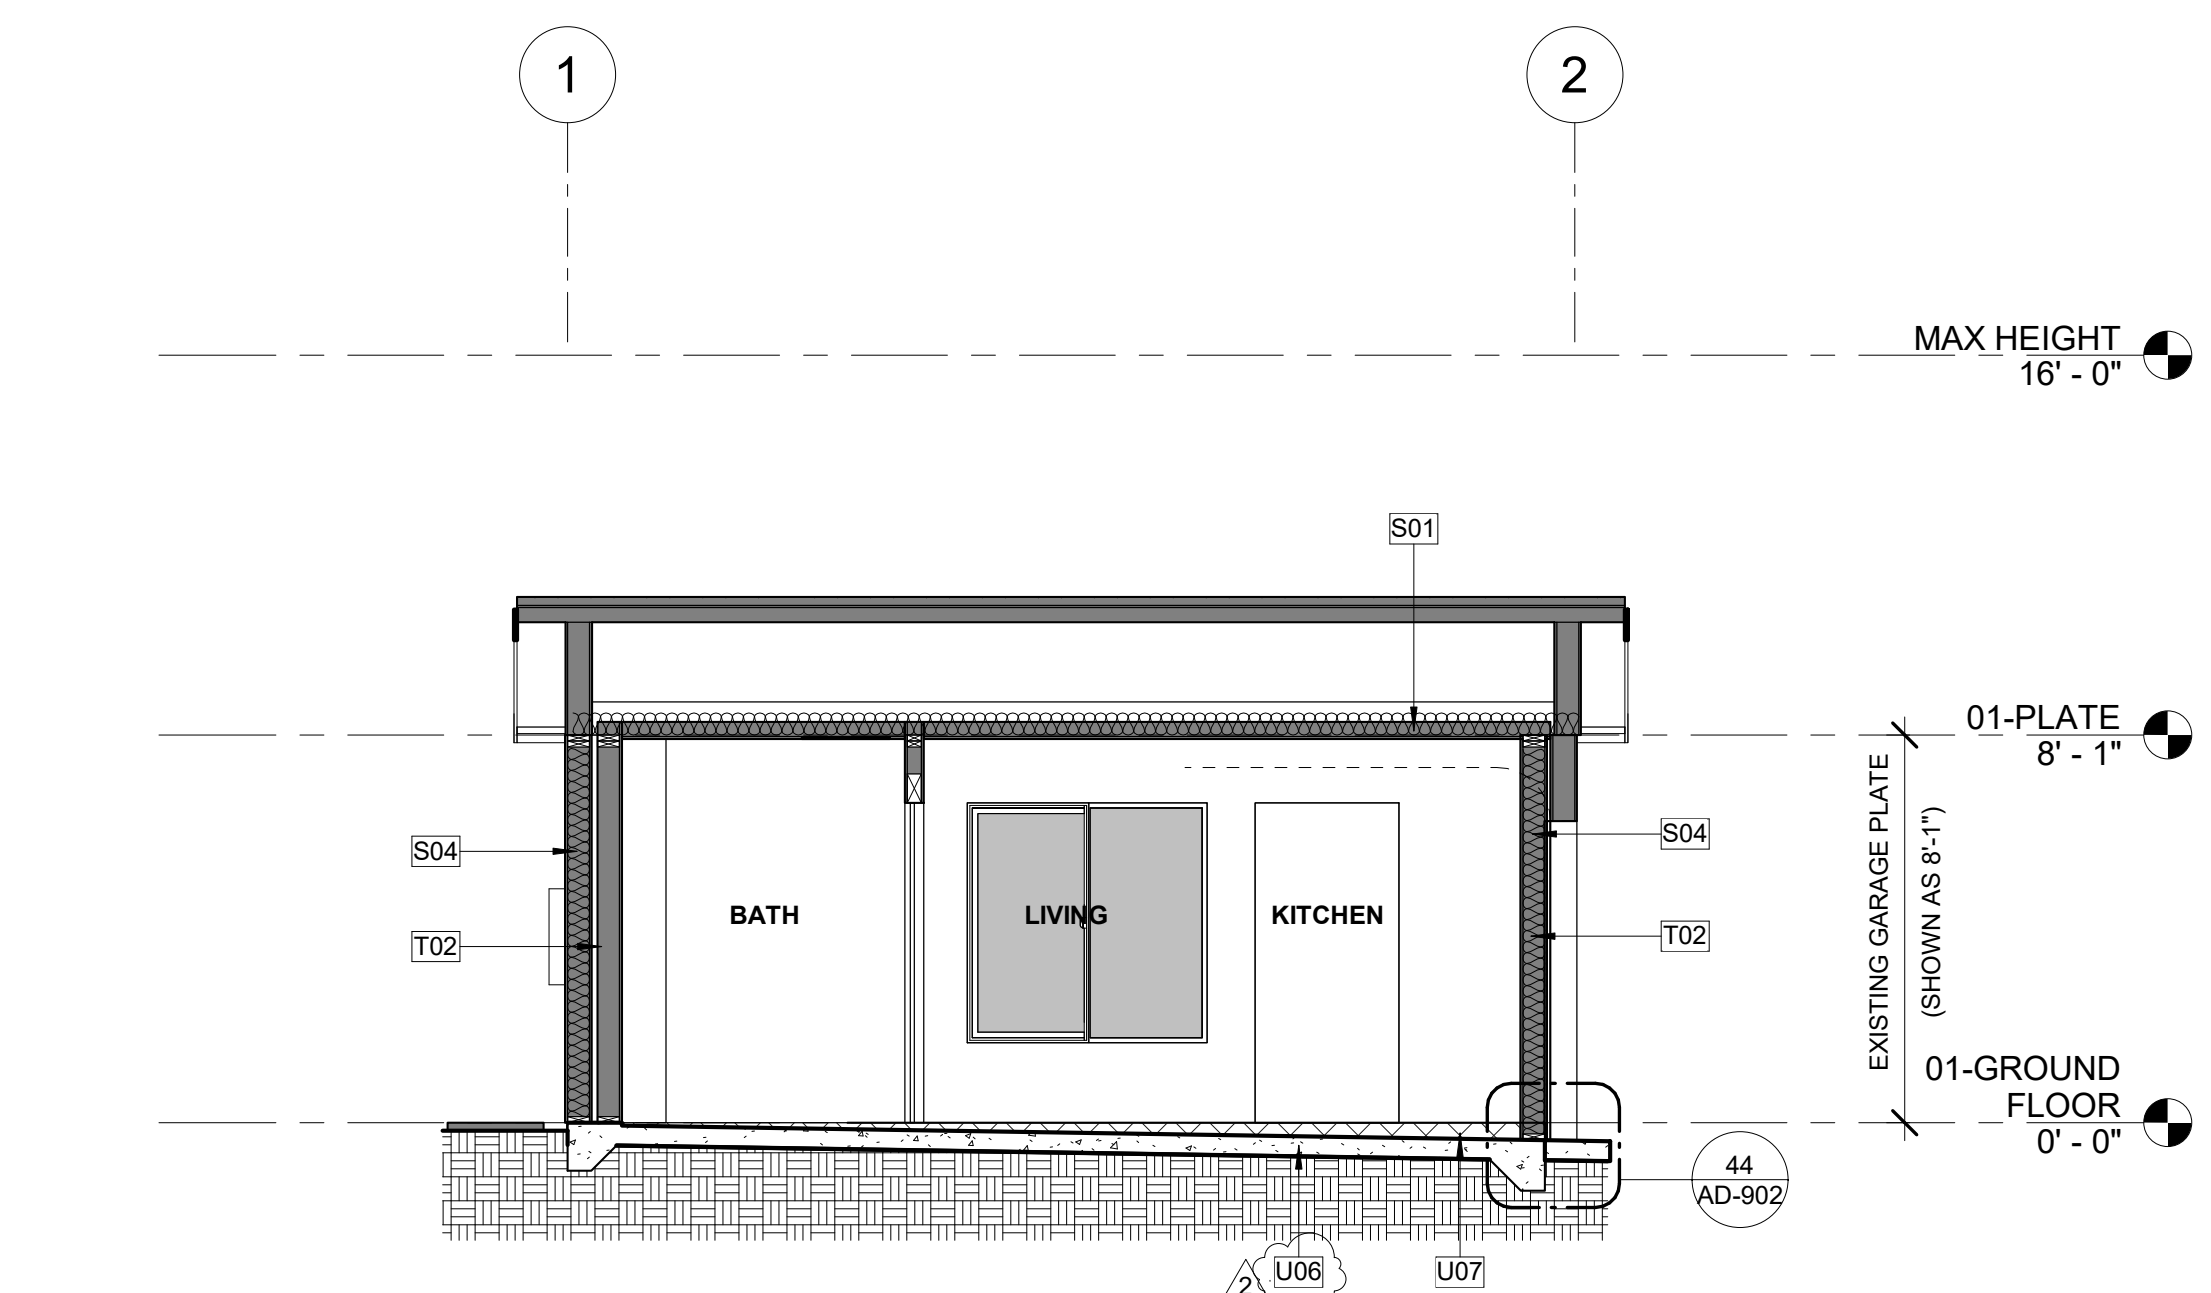 1
2
MAX HEIGHT
16' - 0"
S01
01-PLATE
8' - 1"
EXISTING GARAGE PLATE
(SHOWN AS 8'-1")
S04
S04
BATH
LIVING
KITCHEN
T02
T02
01-GROUND
FLOOR
0' - 0"
44
AD-902
2
U06
U07